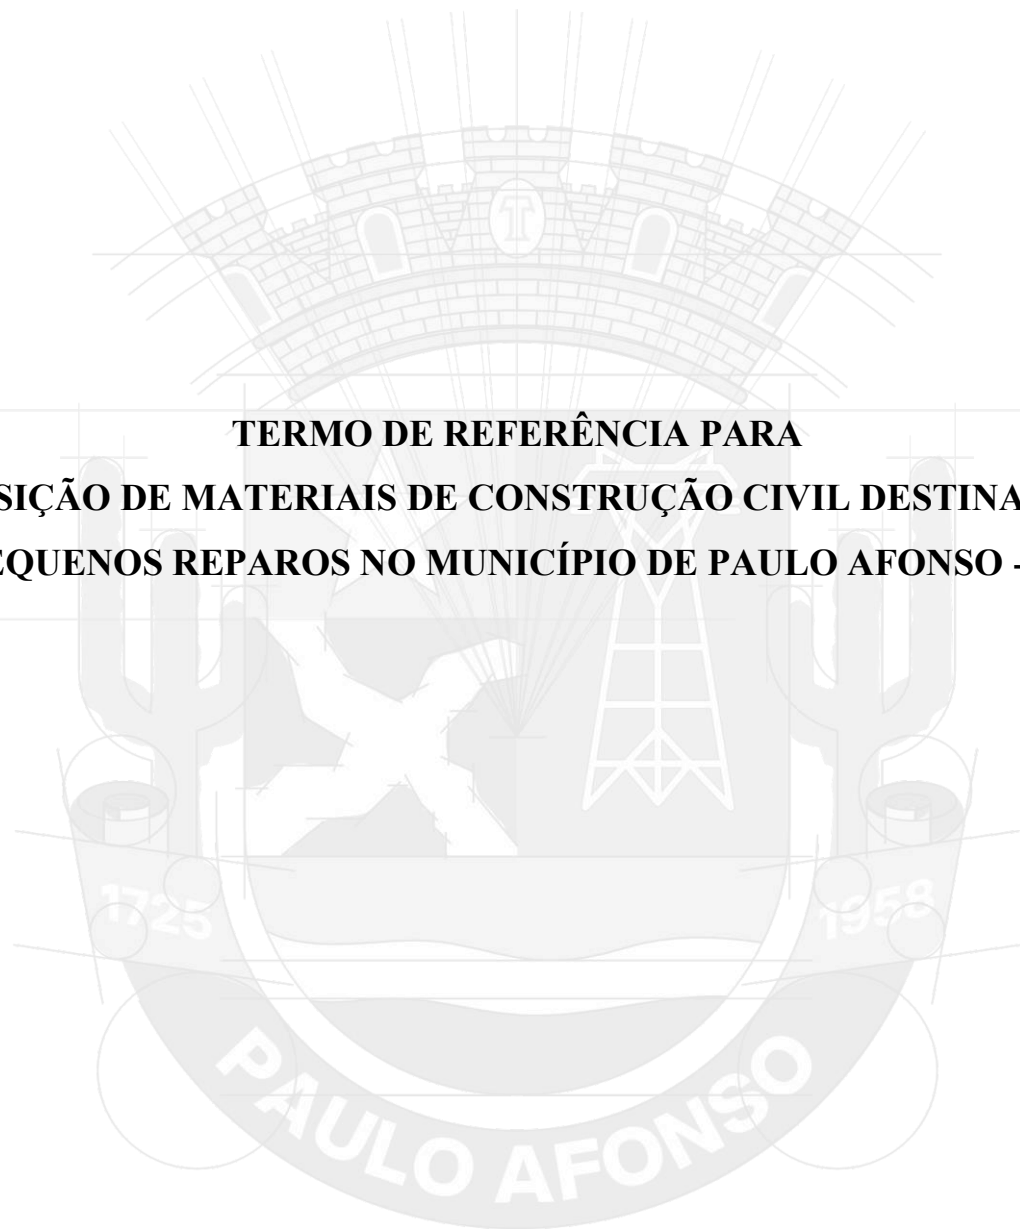 TERMO DE REFERÊNCIA PARA
SIÇÃO DE MATERIAIS DE CONSTRUÇÃO CIVIL DESTINA
EQUENOS REPAROS NO MUNICÍPIO DE PAULO AFONSO -
1725
1958
PAULO AFONSO